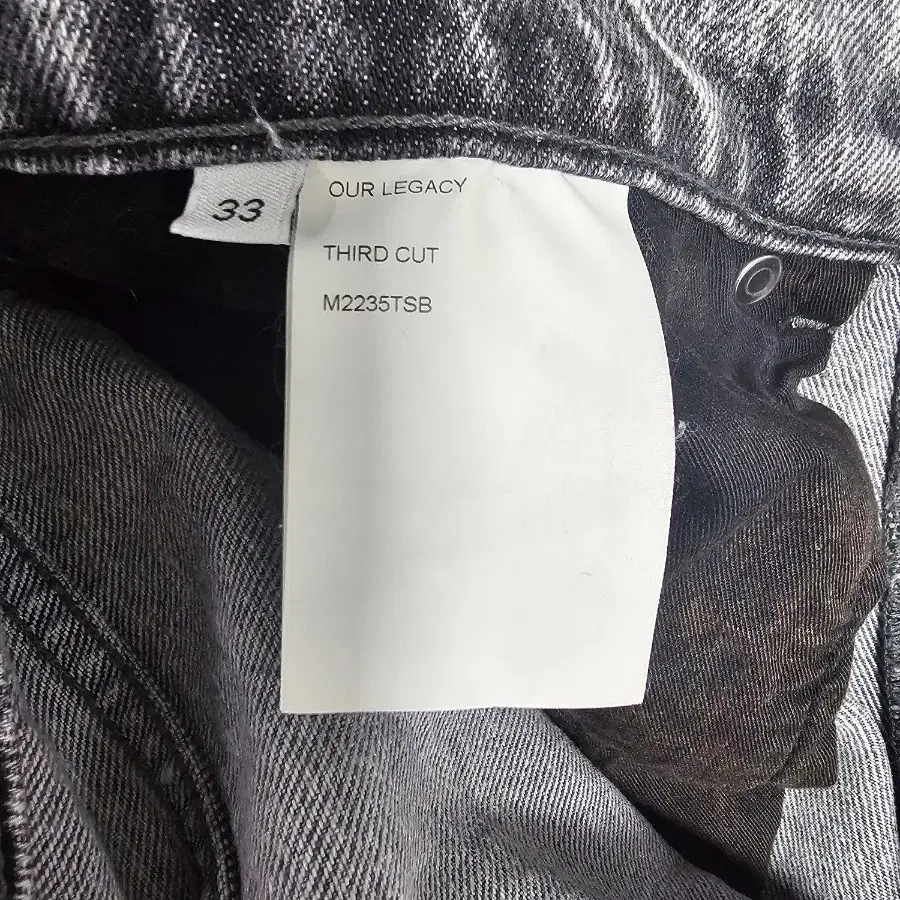 33
OUR LEGACY
THIRD CUT
M2235TSB